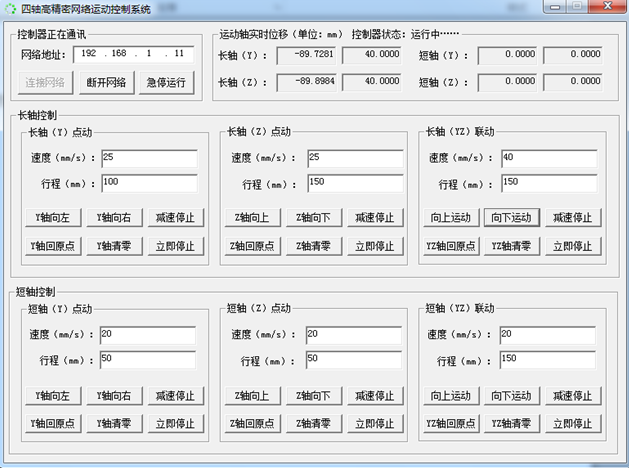 四轴高精密网络运动控制系统
控制器正在通讯
网络地址: 192 . 168 . 1 . 11
连接网络 断开网络 急停运行
运动轴实时位移（单位: mm） 控制器状态: 运行中……
长轴（Y）: -89.7281 40.0000 短轴（Y）: 0.0000 0.0000
长轴（Z）: -89.8984 40.0000 短轴（Z）: 0.0000 0.0000
长轴控制
长轴（Y）点动
速度（mm/s）: 25
行程（mm）: 100
Y轴向左 Y轴向右 减速停止
Y轴回原点 Y轴清零 立即停止
长轴（Z）点动
速度（mm/s）: 25
行程（mm）: 150
Z轴向上 Z轴向下 减速停止
Z轴回原点 Z轴清零 立即停止
长轴（YZ）联动
速度（mm/s）: 40
行程（mm）: 150
向上运动 向下运动 减速停止
YZ轴回原点 YZ轴清零 立即停止
短轴控制
短轴（Y）点动
速度（mm/s）: 20
行程（mm）: 50
Y轴向左 Y轴向右 减速停止
Y轴回原点 Y轴清零 立即停止
短轴（Z）点动
速度（mm/s）: 20
行程（mm）: 50
Z轴向上 Z轴向下 减速停止
Z轴回原点 Z轴清零 立即停止
短轴（YZ）联动
速度（mm/s）: 20
行程（mm）: 150
向上运动 向下运动 减速停止
YZ轴回原点 YZ轴清零 立即停止